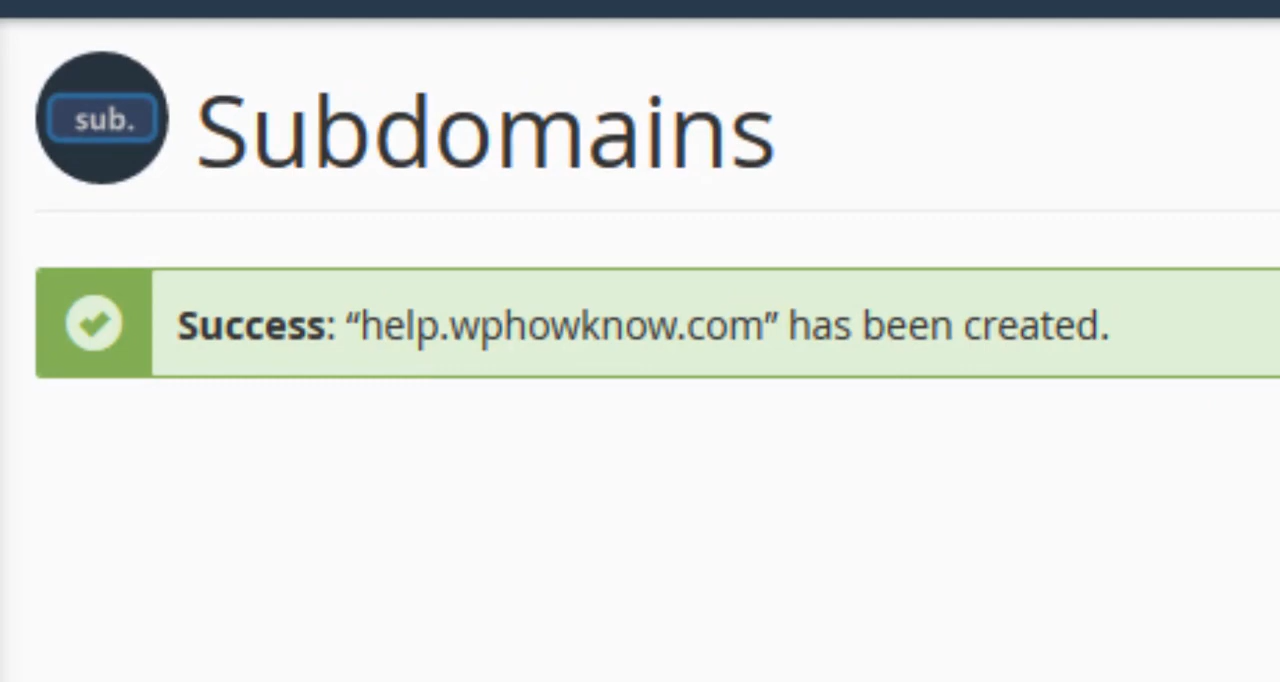 sub.
Subdomains
Success: “help.wphowknow.com” has been created.